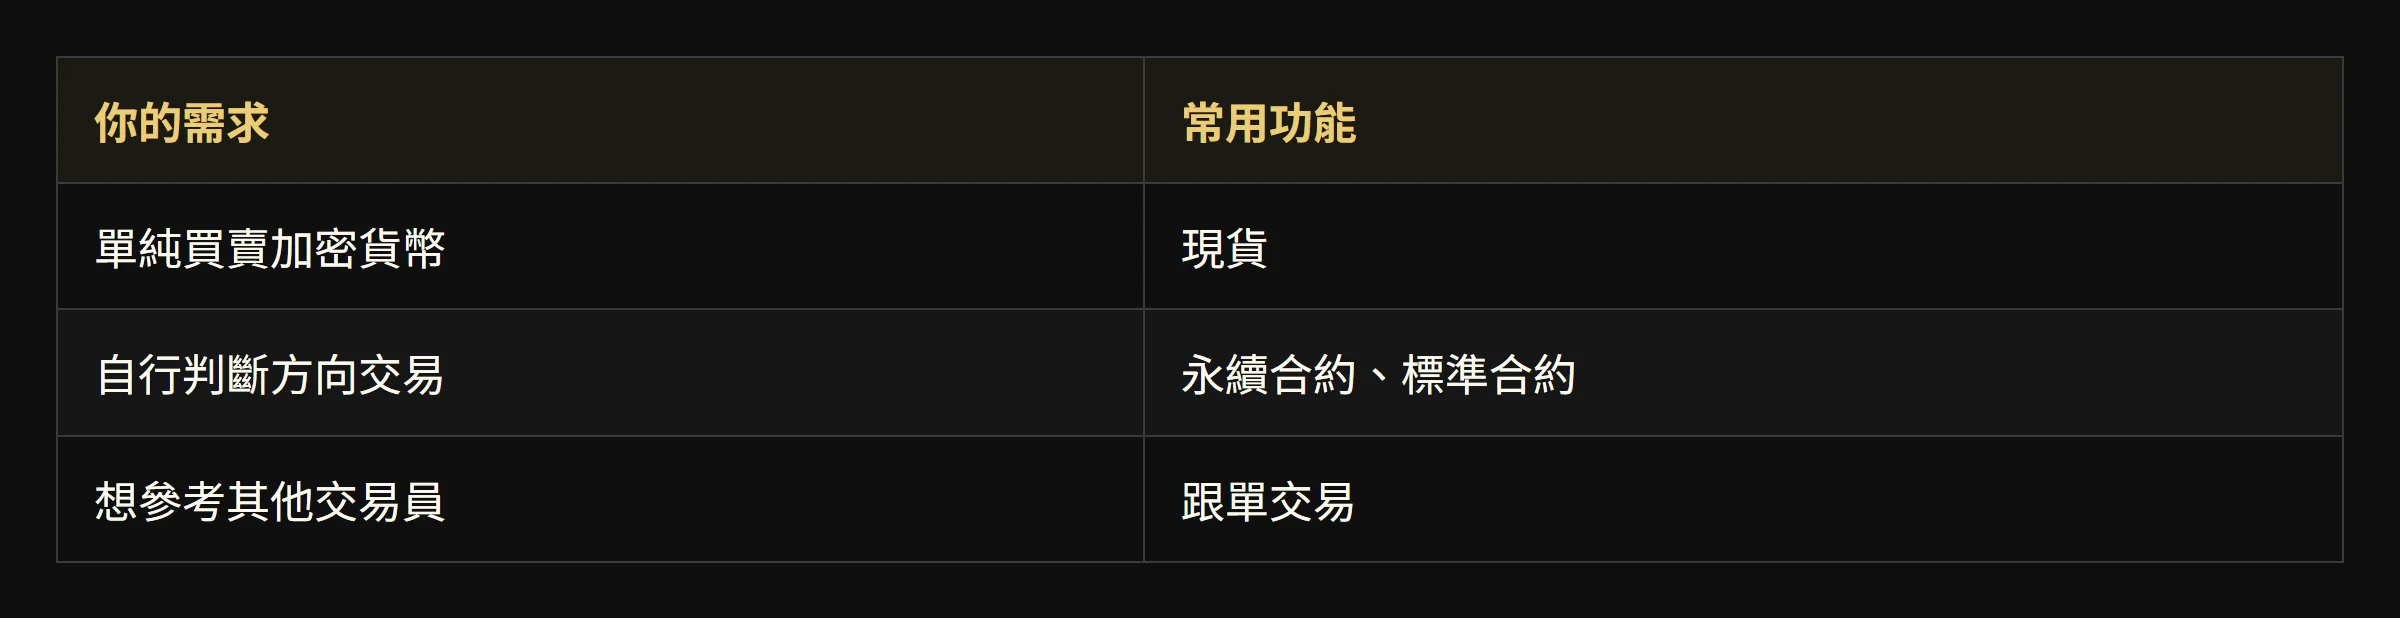 你的需求
常用功能
單純買賣加密貨幣
現貨
自行判斷方向交易
永續合約、標準合約
想參考其他交易員
跟單交易